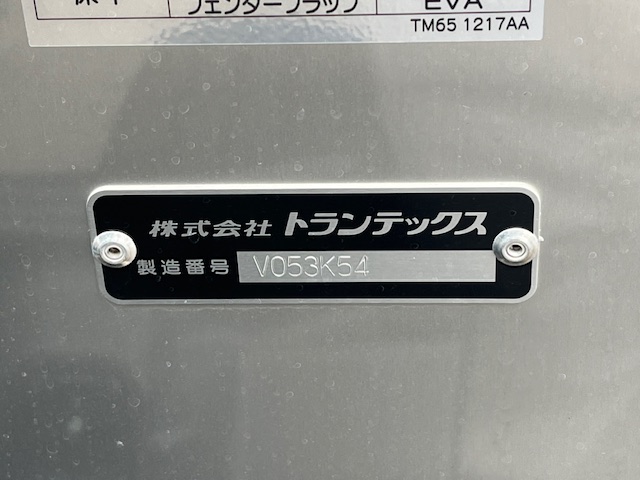 フェンダーフラップ EVA
TM65 1217AA
株式会社 トランテックス
製造番号 V053K54